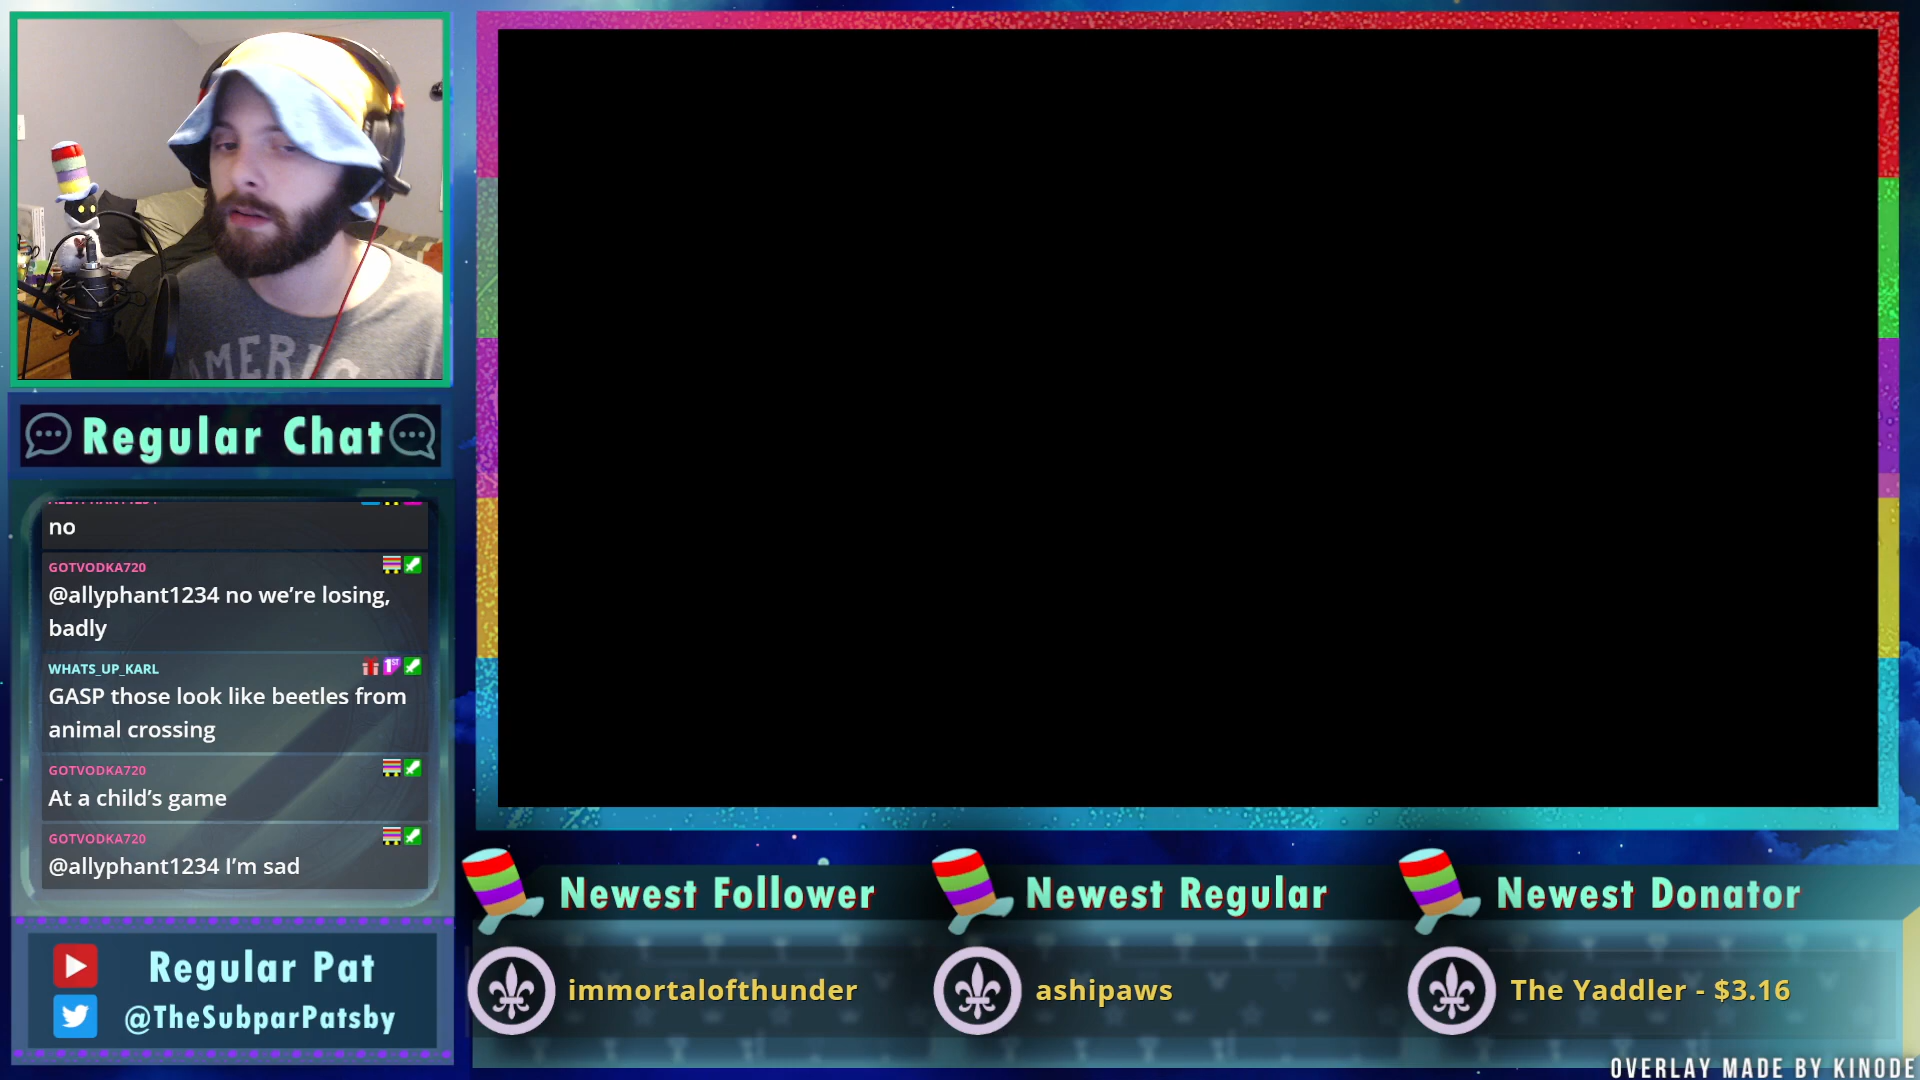 AMERIC
Regular Chat
no
GOTVODKA720
@allyphant1234 no we're losing,
badly
WHATS_UP_KARL
1ST
GASP those look like beetles from
animal crossing
GOTVODKA720
At a child's game
GOTVODKA720
@allyphant1234 I'm sad
Regular Pat
@TheSubparPatsby
Newest Follower
immortalofthunder
Newest Regular
ashipaws
Newest Donator
The Yaddler - $3.16
OVERLAY MADE BY KINODE